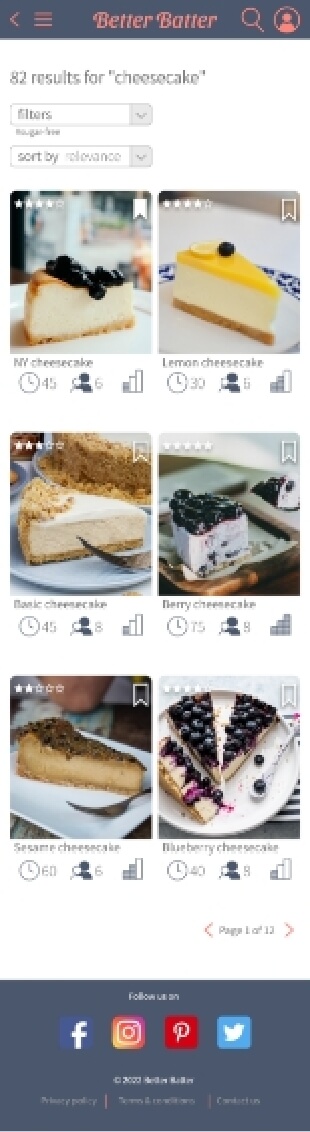 Better Batter
82 results for "cheesecake"
filters
sort by relevance
NY cheesecake
45 6
Lemon cheesecake
30 6
Basic cheesecake
45 8
Berry cheesecake
75 8
Sesame cheesecake
60 6
Blueberry cheesecake
40 8
Page 1 of 12
Follow us on
© 2022 Better Batter
Privacy policy | Terms & conditions | Contact us